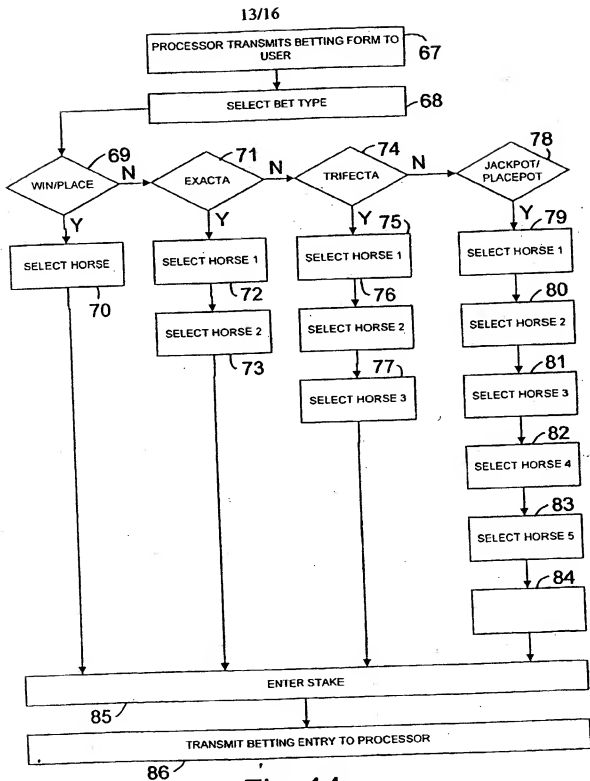 13/16
PROCESSOR TRANSMITS BETTING FORM TO
USER
67
SELECT BET TYPE
68
69
WIN/PLACE
N
71
EXACTA
N
74
TRIFECTA
N
78
JACKPOT/
PLACEPOT
Y
Y
Y
Y
SELECT HORSE
70
SELECT HORSE 1
72
SELECT HORSE 2
73
75
SELECT HORSE 1
76
SELECT HORSE 2
77
SELECT HORSE 3
79
SELECT HORSE 1
80
SELECT HORSE 2
81
SELECT HORSE 3
82
SELECT HORSE 4
83
SELECT HORSE 5
84
ENTER STAKE
85
TRANSMIT BETTING ENTRY TO PROCESSOR
86